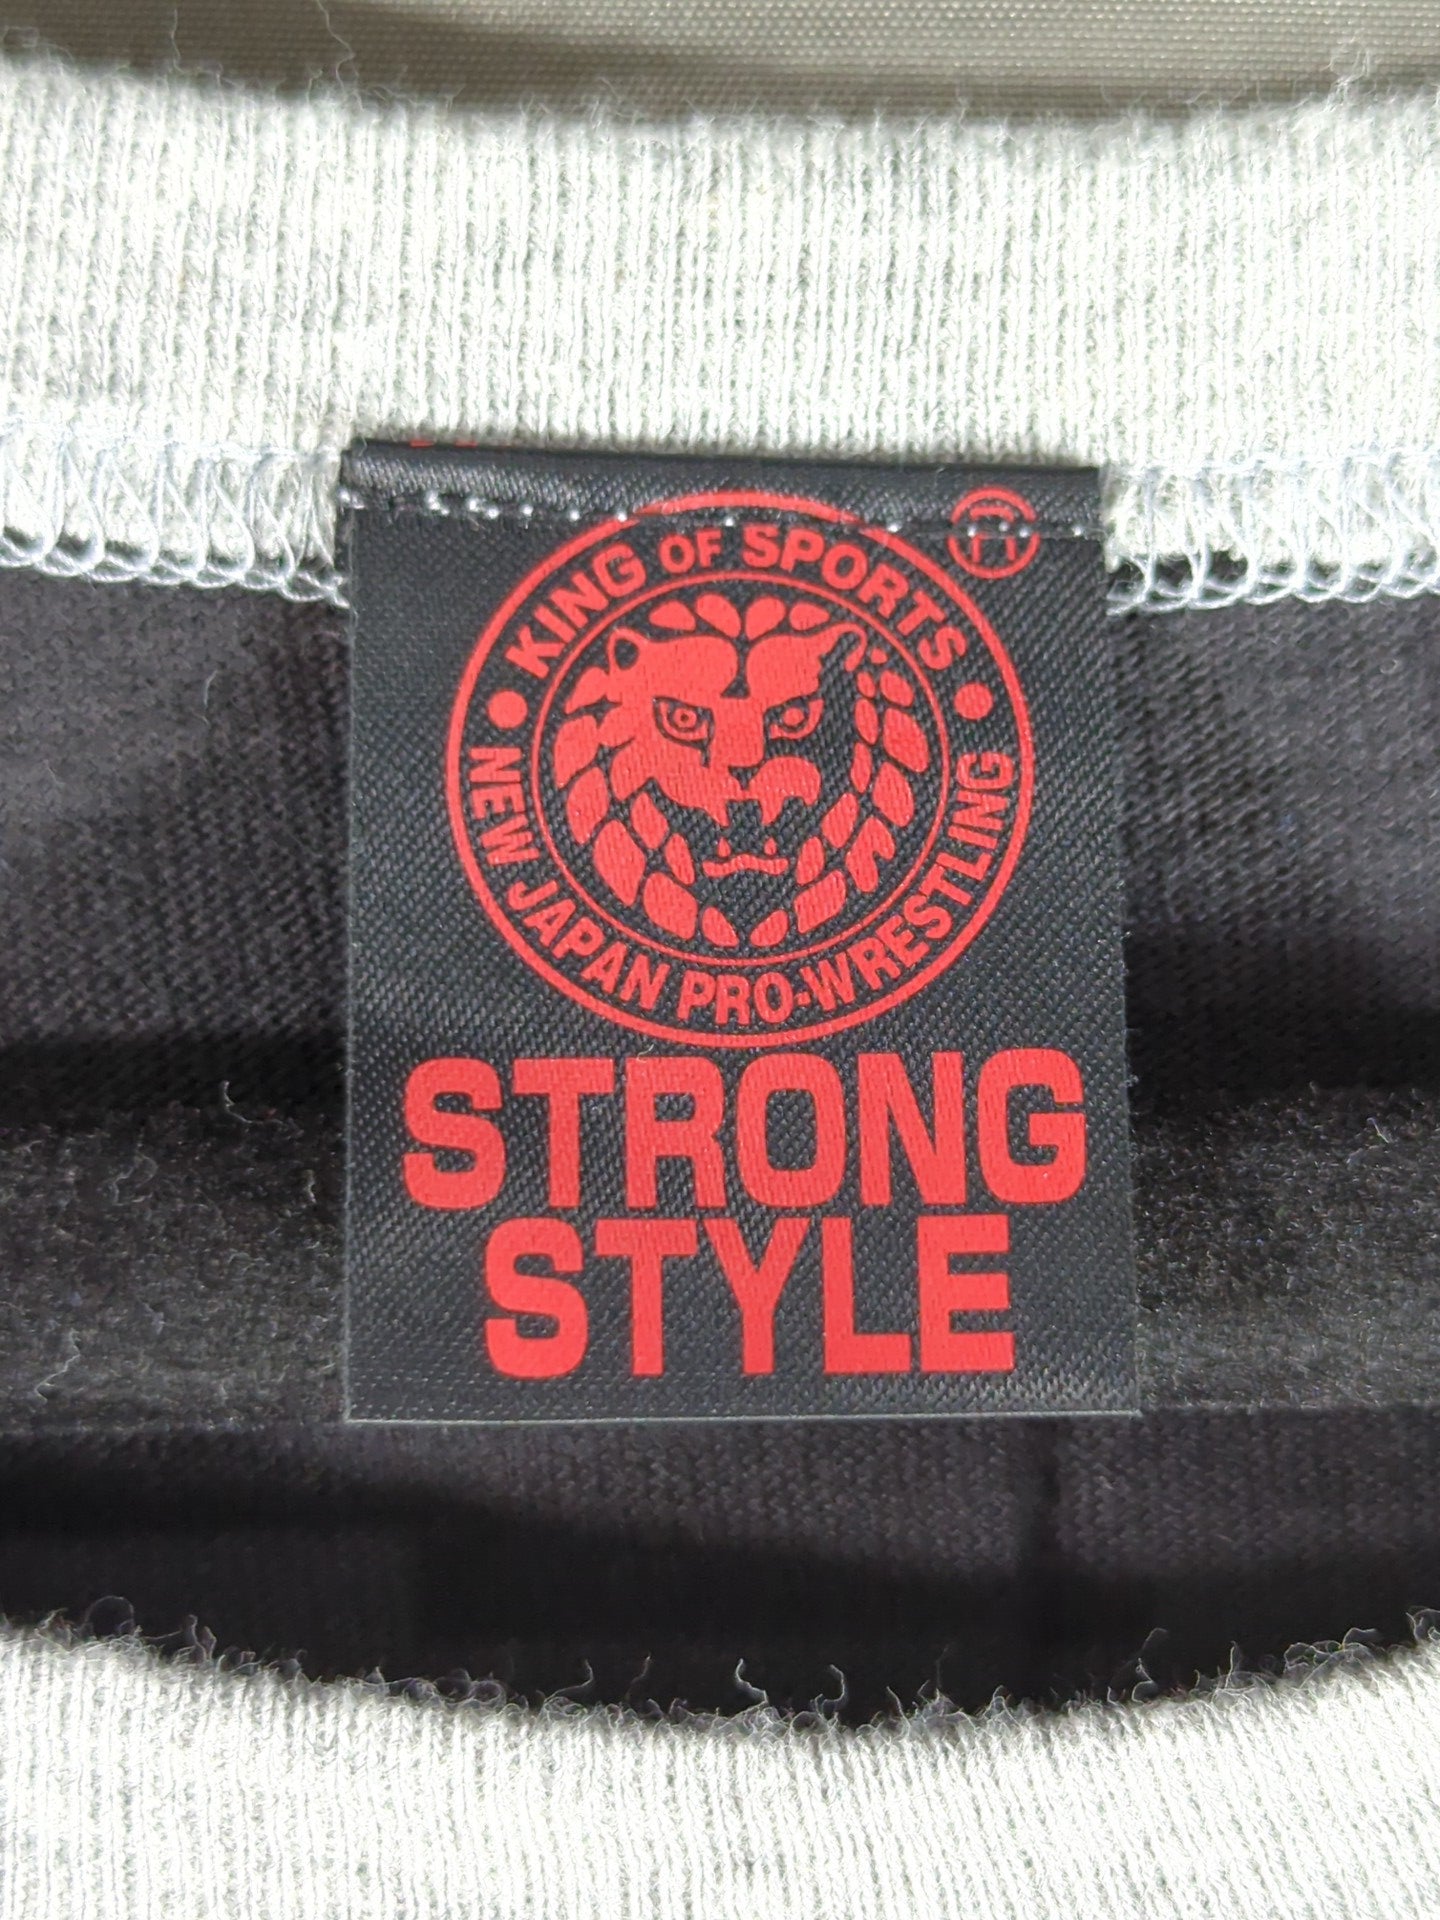 KING OF SPORTS
NEW JAPAN PRO-WRESTLING
STRONG
STYLE